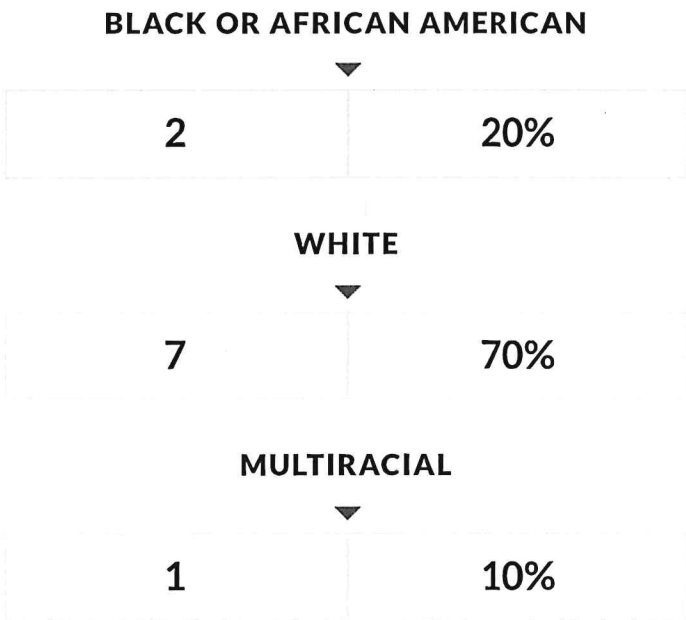 BLACK OR AFRICAN AMERICAN
2 20%
WHITE
7 70%
MULTIRACIAL
1 10%